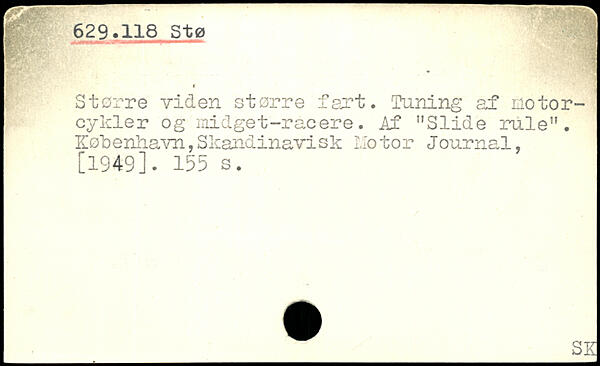 629.118 Stø
Større viden større fart. Tuning af motor-
cykler og midget-racere. Af "Slide rule".
København,Skandinavisk Motor Journal,
[1949]. 155 s.
SK